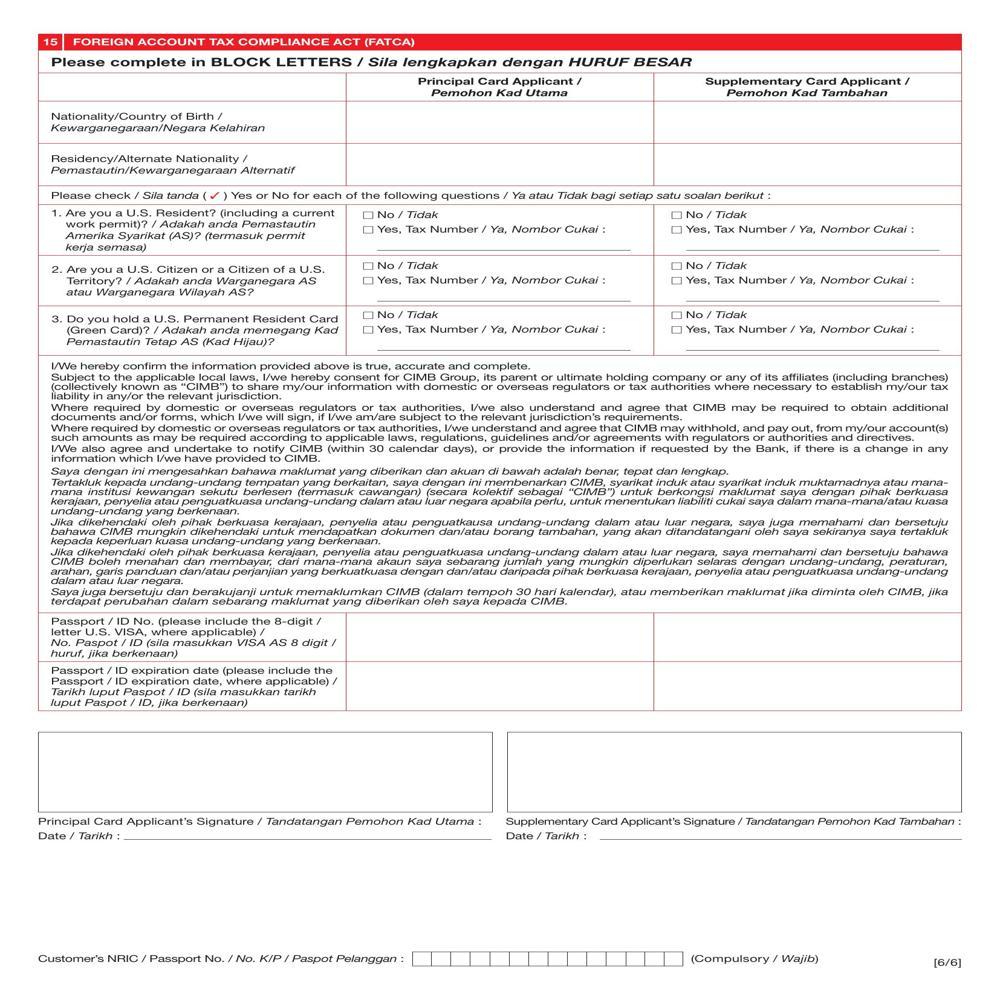 15 FOREIGN ACCOUNT TAX COMPLIANCE ACT (FATCA)
Please complete in BLOCK LETTERS / Sila lengkapkan dengan HURUF BESAR
Principal Card Applicant /
Pemohon Kad Utama
Supplementary Card Applicant /
Pemohon Kad Tambahan
Nationality/Country of Birth /
Kewarganegaraan/Negara Kelahiran
Residency/Alternate Nationality /
Pemastautin/Kewarganegaraan Alternatif
Please check / Sila tanda ( ✓ ) Yes or No for each of the following questions / Ya atau Tidak bagi setiap satu soalan berikut :
1. Are you a U.S. Resident? (including a current
work permit)? / Adakah anda Pemastautin
Amerika Syarikat (AS)? (termasuk permit
kerja semasa)
☐ No / Tidak
☐ Yes, Tax Number / Ya, Nombor Cukai :
☐ No / Tidak
☐ Yes, Tax Number / Ya, Nombor Cukai :
2. Are you a U.S. Citizen or a Citizen of a U.S.
Territory? / Adakah anda Warganegara AS
atau Warganegara Wilayah AS?
☐ No / Tidak
☐ Yes, Tax Number / Ya, Nombor Cukai :
☐ No / Tidak
☐ Yes, Tax Number / Ya, Nombor Cukai :
3. Do you hold a U.S. Permanent Resident Card
(Green Card)? / Adakah anda memegang Kad
Pemastautin Tetap AS (Kad Hijau)?
☐ No / Tidak
☐ Yes, Tax Number / Ya, Nombor Cukai :
☐ No / Tidak
☐ Yes, Tax Number / Ya, Nombor Cukai :
I/We hereby confirm the information provided above is true, accurate and complete.
Subject to the applicable local laws, I/we hereby consent for CIMB Group, its parent or ultimate holding company or any of its affiliates (including branches)
(collectively known as “CIMB”) to share my/our information with domestic or overseas regulators or tax authorities where necessary to establish my/our tax
liability in any/or the relevant jurisdiction.
Where required by domestic or overseas regulators or tax authorities, I/we also understand and agree that CIMB may be required to obtain additional
documents and/or forms, which I/we will sign, if I/we are subject to the relevant jurisdiction’s requirements.
Where required by domestic or overseas regulators or tax authorities, I/we understand and agree that CIMB may withhold, and pay out, from my/our account(s)
such amounts as may be required according to applicable laws, regulations, guidelines and/or agreements with regulators or authorities and directives.
I/We also agree and undertake to notify CIMB (within 30 calendar days), or provide the information if requested by the Bank, if there is a change in any
information which I/we have provided to CIMB.
Saya dengan ini mengesahkan bahawa maklumat yang diberikan dan akuan di bawah adalah benar, tepat dan lengkap.
Tertakluk kepada undang-undang tempatan yang berkaitan, saya dengan ini membenarkan CIMB, syarikat induk atau syarikat induk muktamadnya atau mana-
mana institusi kewangan sekutu berlesen (termasuk cawangan) (secara kolektif sebagai “CIMB”) untuk berkongsi maklumat saya dengan pihak berkuasa
kerajaan, penyelia atau penguatkuasa undang-undang dalam atau luar negara apabila perlu, untuk menentukan liabiliti cukai saya dalam mana-mana/atau kuasa
undang-undang yang berkenaan.
Jika dikehendaki oleh pihak berkuasa kerajaan, penyelia atau penguatkausa undang-undang dalam atau luar negara, saya juga memahami dan bersetuju
bahawa CIMB mungkin dikehendaki untuk mendapatkan dokumen dan/atau borang tambahan, yang akan ditandatangani oleh saya sekiranya saya tertakluk
kepada keperluan kuasa undang-undang yang berkenaan.
Jika dikehendaki oleh pihak berkuasa kerajaan, penyelia atau penguatkuasa undang-undang dalam atau luar negara, saya memahami dan bersetuju bahawa
CIMB boleh menahan dan membayar, dari mana-mana akaun saya sebarang jumlah yang mungkin diperlukan selaras dengan undang-undang, peraturan,
arahan, garis panduan dan/atau perjanjian yang berkuatkuasa dengan dan/atau daripada pihak berkuasa kerajaan, penyelia atau penguatkuasa undang-undang
dalam atau luar negara.
Saya juga bersetuju dan berakujanji untuk memaklumkan CIMB (dalam tempoh 30 hari kalendar), atau memberikan maklumat jika diminta oleh CIMB, jika
terdapat perubahan dalam sebarang maklumat yang diberikan oleh saya kepada CIMB.
Passport / ID No. (please include the 8-digit /
letter U.S. VISA, where applicable) /
No. Paspot / ID (sila masukkan VISA AS 8 digit /
huruf, jika berkenaan)
Passport / ID expiration date (please include the
Passport / ID expiration date, where applicable) /
Tarikh luput Paspot / ID (sila masukkan tarikh
luput Paspot / ID, jika berkenaan)
Principal Card Applicant’s Signature / Tandatangan Pemohon Kad Utama :
Date / Tarikh :
Supplementary Card Applicant’s Signature / Tandatangan Pemohon Kad Tambahan :
Date / Tarikh :
Customer’s NRIC / Passport No. / No. K/P / Paspot Pelanggan : (Compulsory / Wajib)
[6/6]